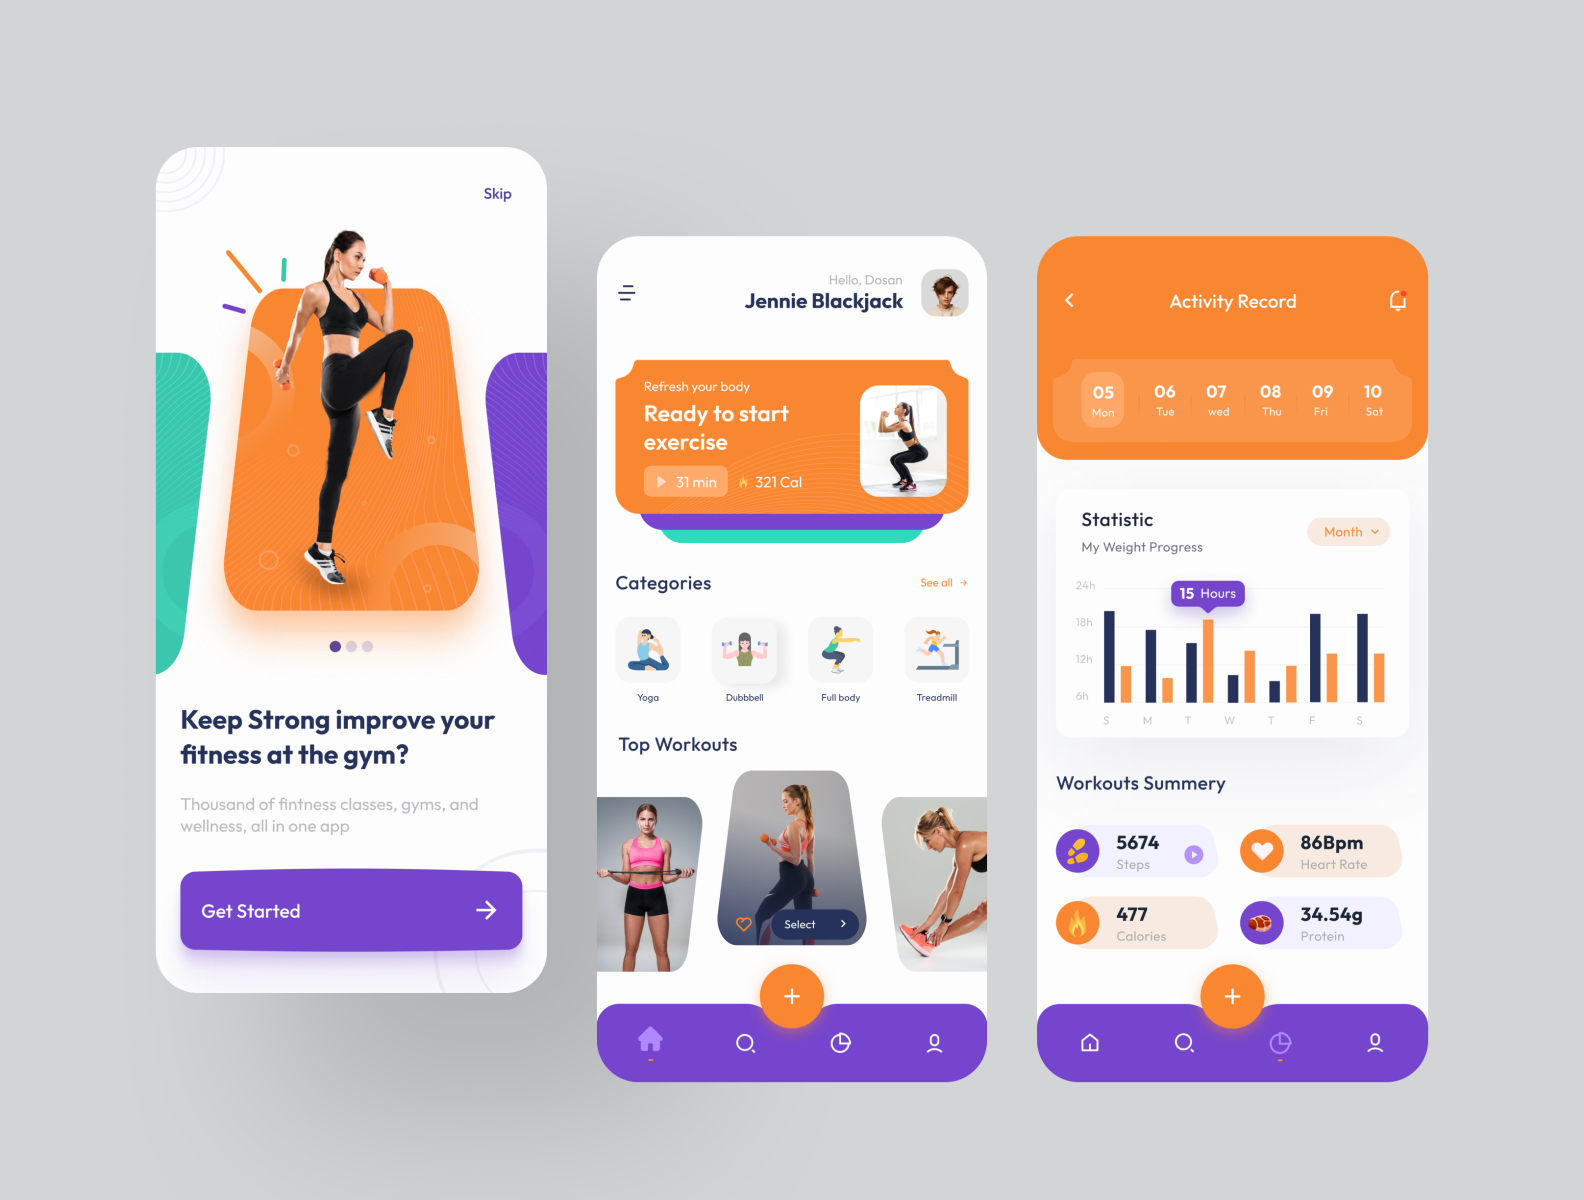 Skip
Keep Strong improve your
fitness at the gym?
Thousand of fintness classes, gyms, and
wellness, all in one app
Get Started
Hello, Dosan
Jennie Blackjack
Refresh your body
Ready to start
exercise
31 min
321 Cal
Categories
See all
Yoga
Dubbbell
Full body
Treadmill
Top Workouts
Select
Activity Record
05 06 07 08 09 10
Mon Tue wed Thu Fri Sat
Statistic
Month
My Weight Progress
24h
15 Hours
18h
12h
6h
S M T W T F S
Workouts Summery
5674
Steps
86Bpm
Heart Rate
477
Calories
34.54g
Protein